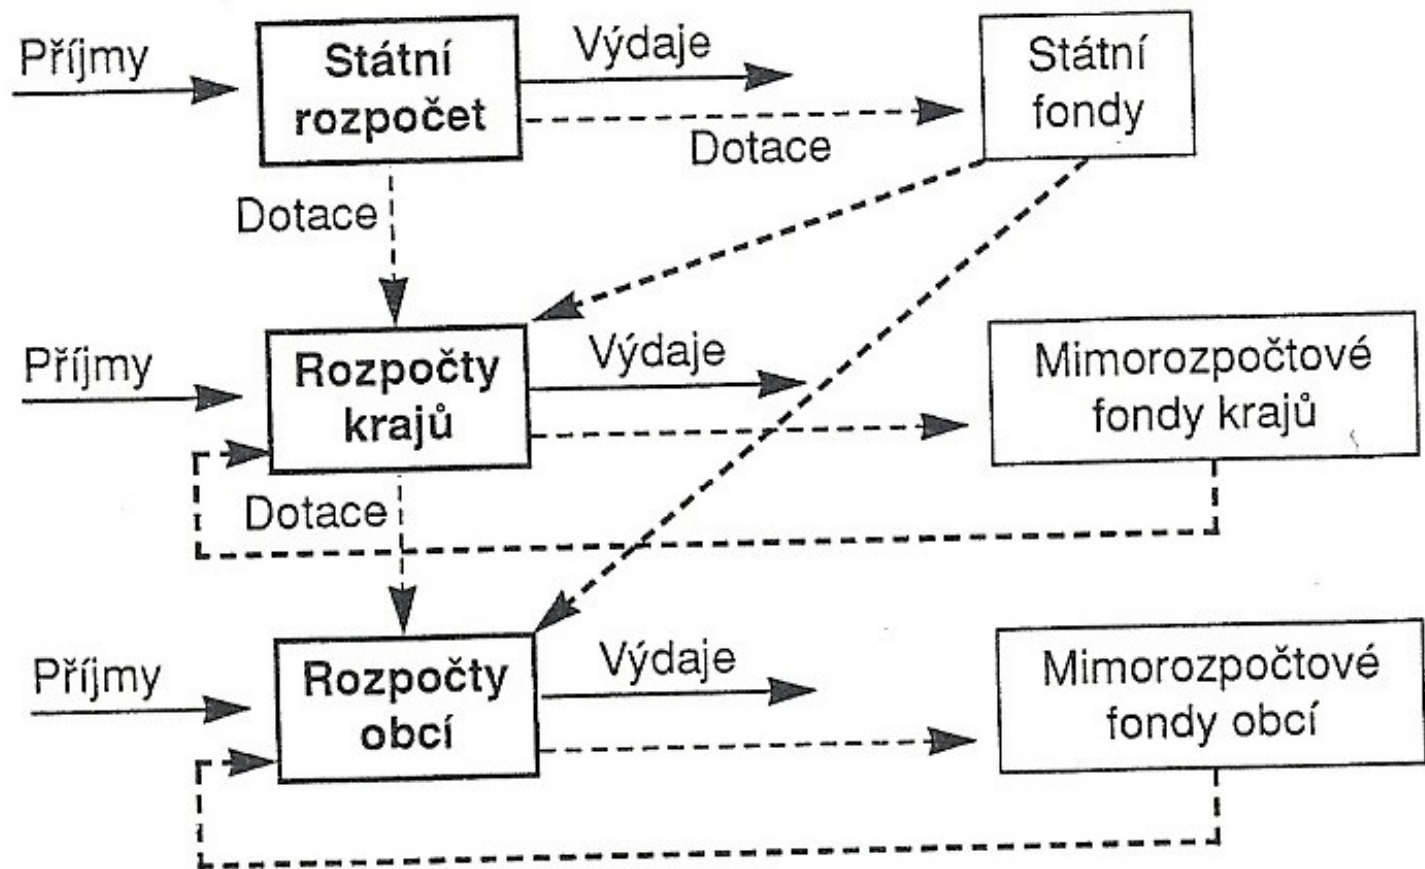 Příjmy
Státní
rozpočet
Výdaje
Dotace
Státní
fondy
Dotace
Příjmy
Rozpočty
krajů
Výdaje
Mimorozpočtové
fondy krajů
Dotace
Příjmy
Rozpočty
obcí
Výdaje
Mimorozpočtové
fondy obcí